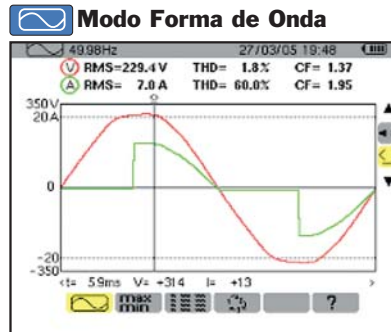 Modo Forma de Onda
49.98Hz 27/03/05 19:48
V RMS=229.4V THD= 1.8% CF= 1.37
A RMS= 7.0A THD= 60.0% CF= 1.95
350V
20A
0
-20
-350
<t= 5.9ms V= +314 I= +13 >
max
min
?